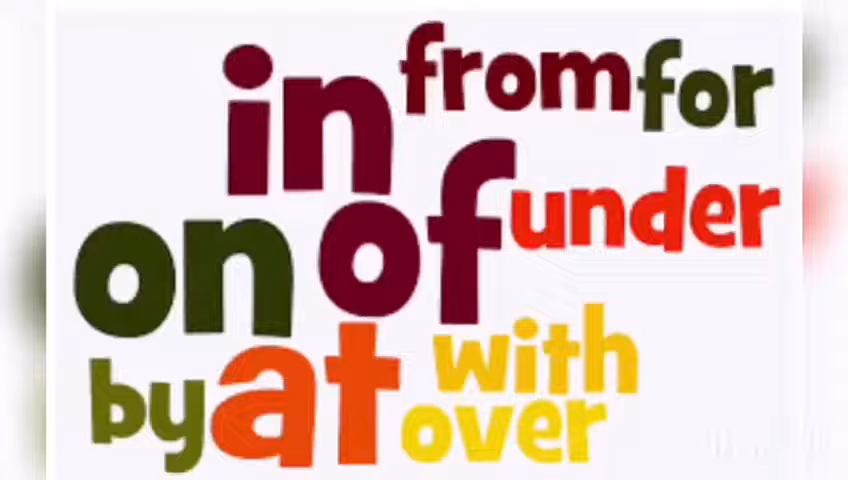 in from for
on of under
by at with
over